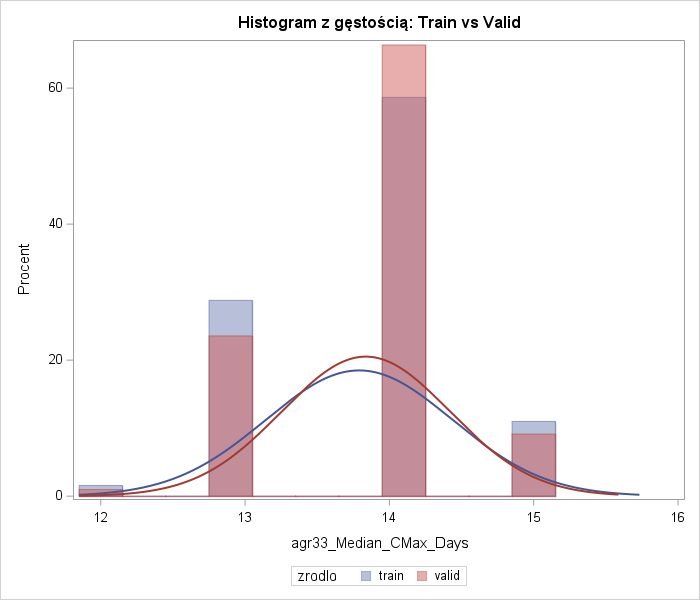 Histogram z gęstością: Train vs Valid
Procent
60
40
20
0
12 13 14 15 16
agr33_Median_CMax_Days
zrodlo train valid